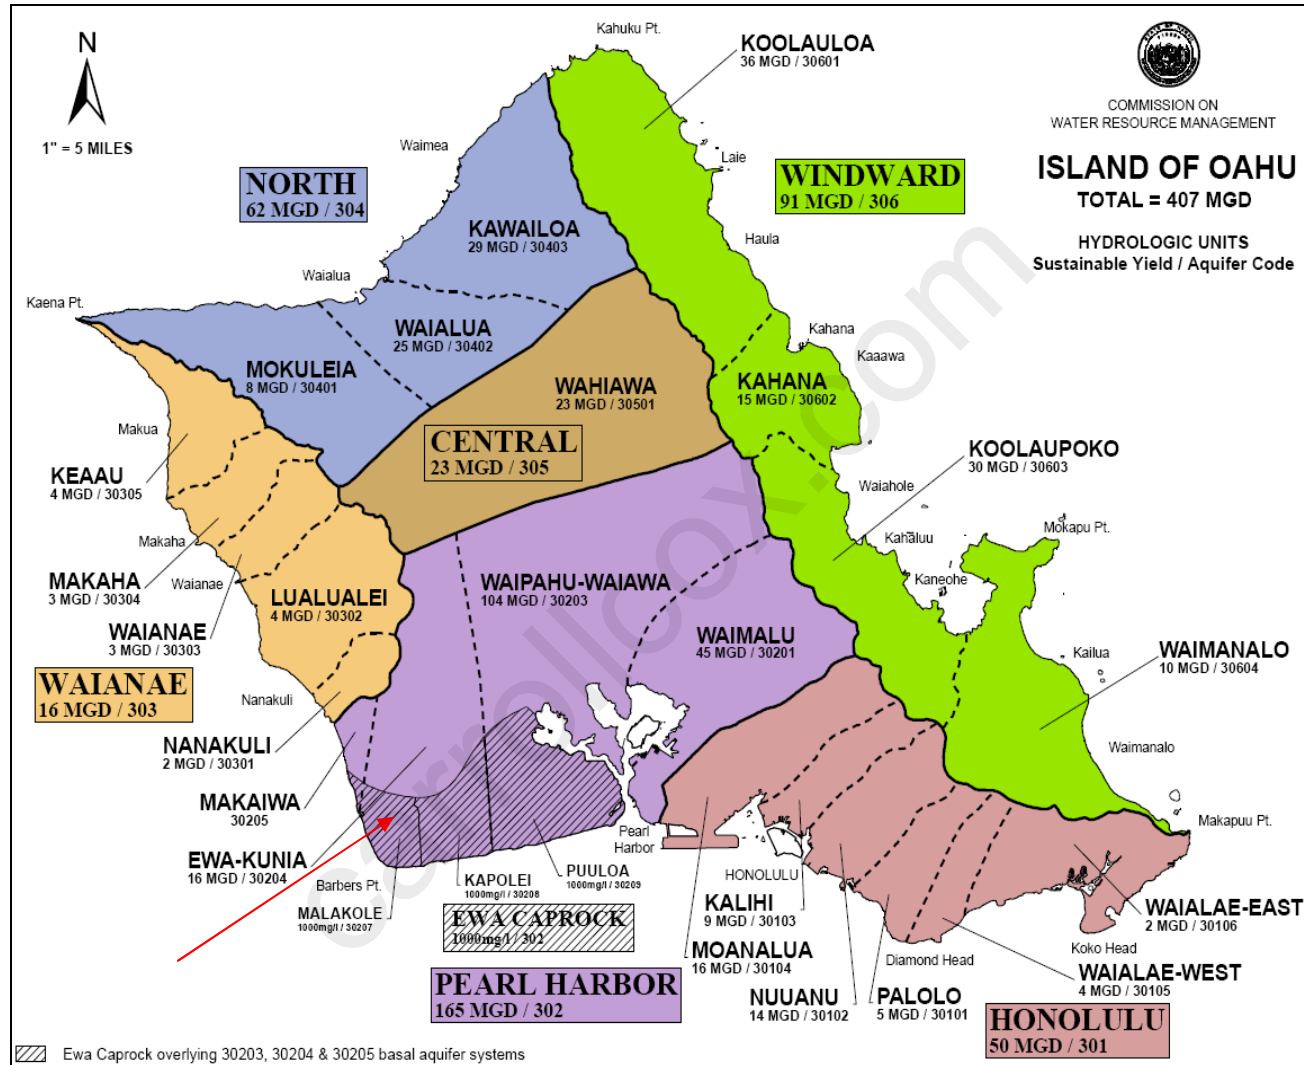 N
1" = 5 MILES
Kahuku Pt.
KOOLAULOA
36 MGD / 30601
COMMISSION ON
WATER RESOURCE MANAGEMENT
ISLAND OF OAHU
TOTAL = 407 MGD
HYDROLOGIC UNITS
Sustainable Yield / Aquifer Code
Waimea
Laie
NORTH
62 MGD / 304
WINDWARD
91 MGD / 306
KAWAILOA
29 MGD / 30403
Haula
Waialua
Kaena Pt.
WAIALUA
25 MGD / 30402
Kahana
Kaaawa
MOKULEIA
8 MGD / 30401
WAHIAWA
23 MGD / 30501
KAHANA
15 MGD / 30602
Makua
CENTRAL
23 MGD / 305
KOOLAUPOKO
30 MGD / 30603
KEAAU
4 MGD / 30305
Waiahole
Makaha
Kahaluu
Mokapu Pt.
MAKAHA
3 MGD / 30304
Waianae
WAIPAHU-WAIAWA
104 MGD / 30203
Kaneohe
LUALUALEI
4 MGD / 30302
WAIANAE
3 MGD / 30303
WAIMALU
45 MGD / 30201
Kailua
WAIMANALO
10 MGD / 30604
WAIANAE
16 MGD / 303
Nanakuli
NANAKULI
2 MGD / 30301
Waimanalo
MAKAIWA
30205
Makapuu Pt.
Pearl
Harbor
EWA-KUNIA
16 MGD / 30204
Barbers Pt.
KAPOLEI
1000mg/l / 30208
PUULOA
1000mg/l / 30209
HONOLULU
MALAKOLE
1000mg/l / 30207
EWA CAPROCK
1000mg/l / 302
KALIHI
9 MGD / 30103
WAIALAE-EAST
2 MGD / 30106
MOANALUA
16 MGD / 30104
Diamond Head
Koko Head
WAIALAE-WEST
4 MGD / 30105
PEARL HARBOR
165 MGD / 302
NUUANU
14 MGD / 30102
PALOLO
5 MGD / 30101
HONOLULU
50 MGD / 301
Ewa Caprock overlying 30203, 30204 & 30205 basal aquifer systems
carrollcox.com